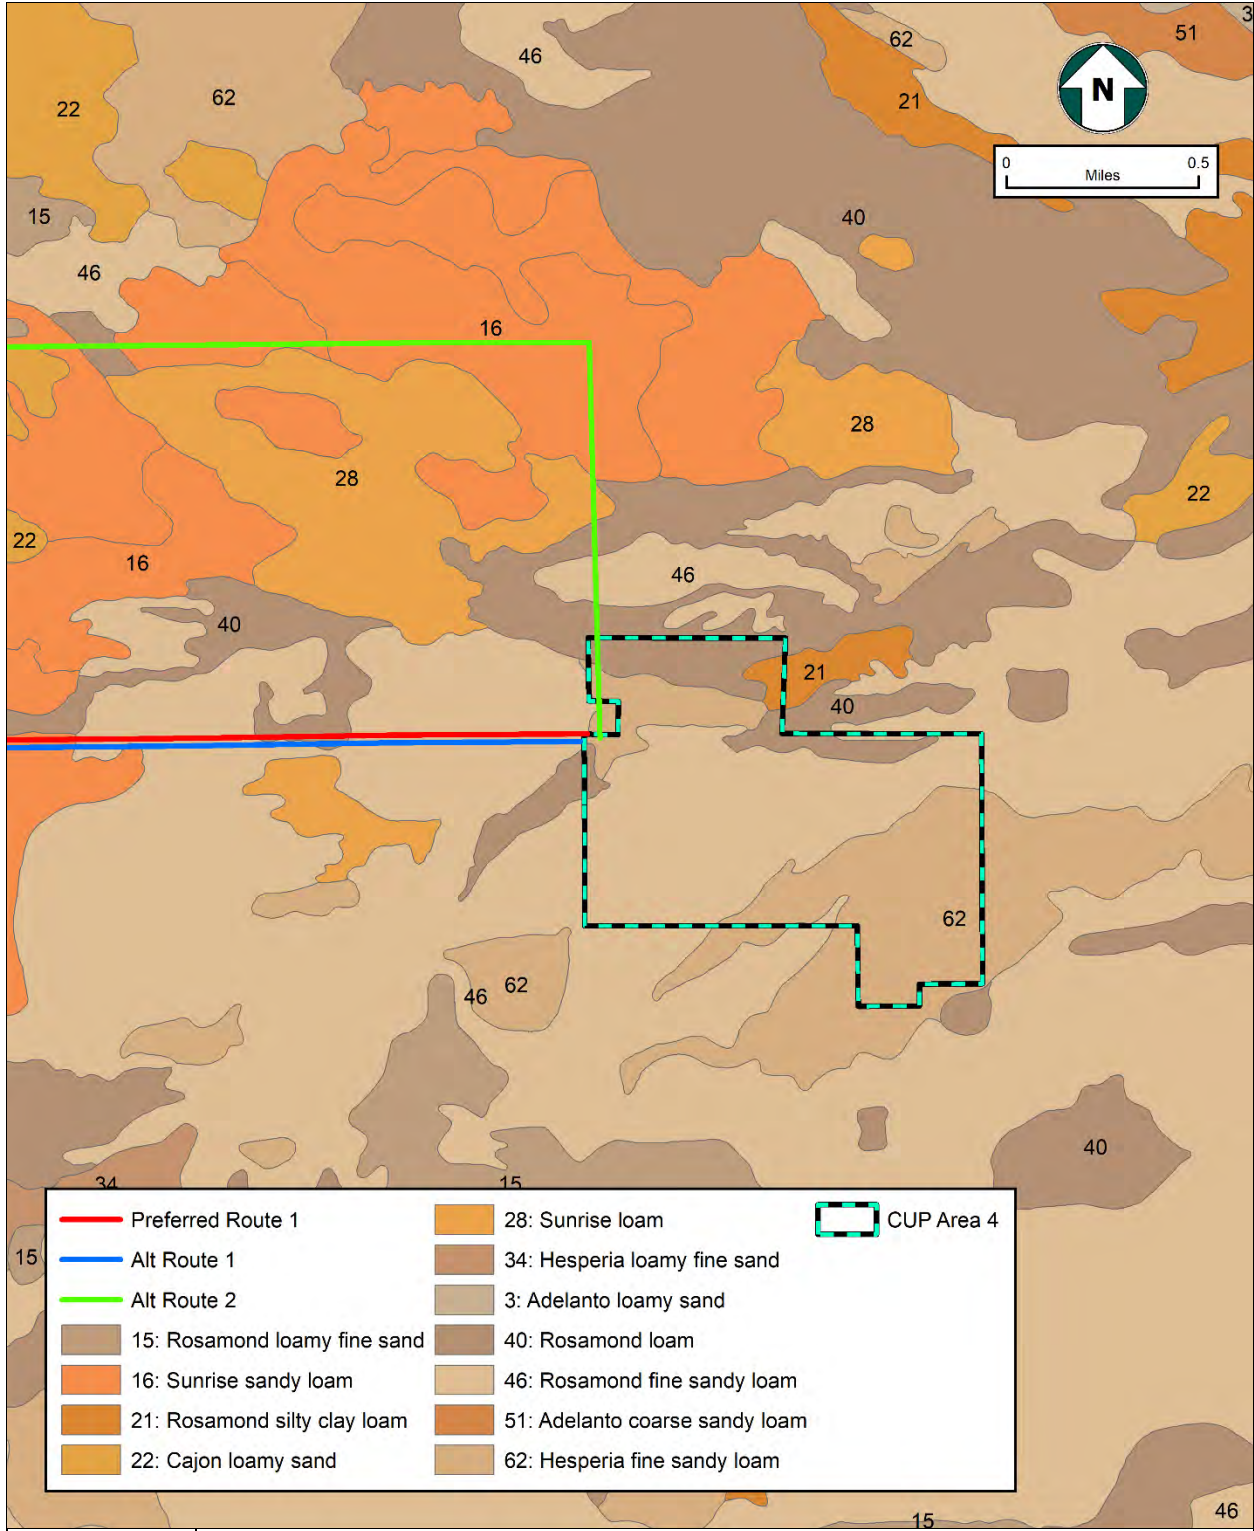 3
46
62
51
22
62
21
N
0 0.5
Miles
15
40
46
16
28
28
22
22
16
46
40
21
40
62
62
46
40
34
15
15
Preferred Route 1
Alt Route 1
Alt Route 2
15: Rosamond loamy fine sand
16: Sunrise sandy loam
21: Rosamond silty clay loam
22: Cajon loamy sand
28: Sunrise loam
34: Hesperia loamy fine sand
3: Adelanto loamy sand
40: Rosamond loam
46: Rosamond fine sandy loam
51: Adelanto coarse sandy loam
62: Hesperia fine sandy loam
CUP Area 4
46
15